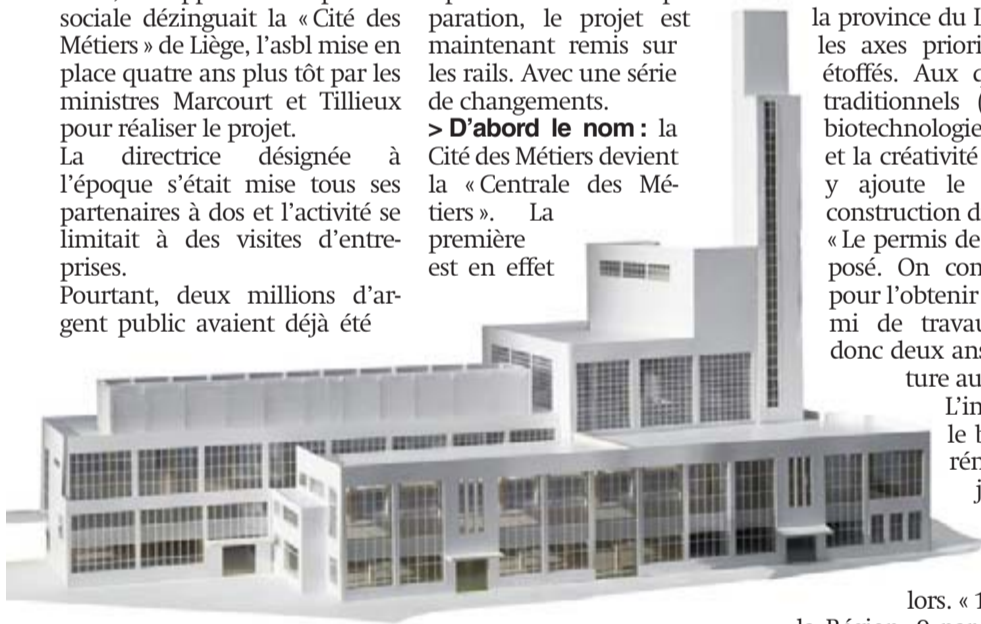 sociale dézinguait la « Cité des
Métiers » de Liège, l’asbl mise en
place quatre ans plus tôt par les
ministres Marcourt et Tillieux
pour réaliser le projet.
La directrice désignée à
l’époque s’était mise tous ses
partenaires à dos et l’activité se
limitait à des visites d’entre-
prises.
Pourtant, deux millions d’ar-
gent public avaient déjà été
paration, le projet est
maintenant remis sur
les rails. Avec une série
de changements.
> D’abord le nom : la
Cité des Métiers devient
la « Centrale des Mé-
tiers ». La
première
est en effet
la province du
les axes
étoffés. Aux
traditionnels
biotechnologie
et la créativité
y ajoute le
construction
« Le permis de
posé. On
pour l’obtenir
mi de
donc deux ans
ture au
le
lors. «